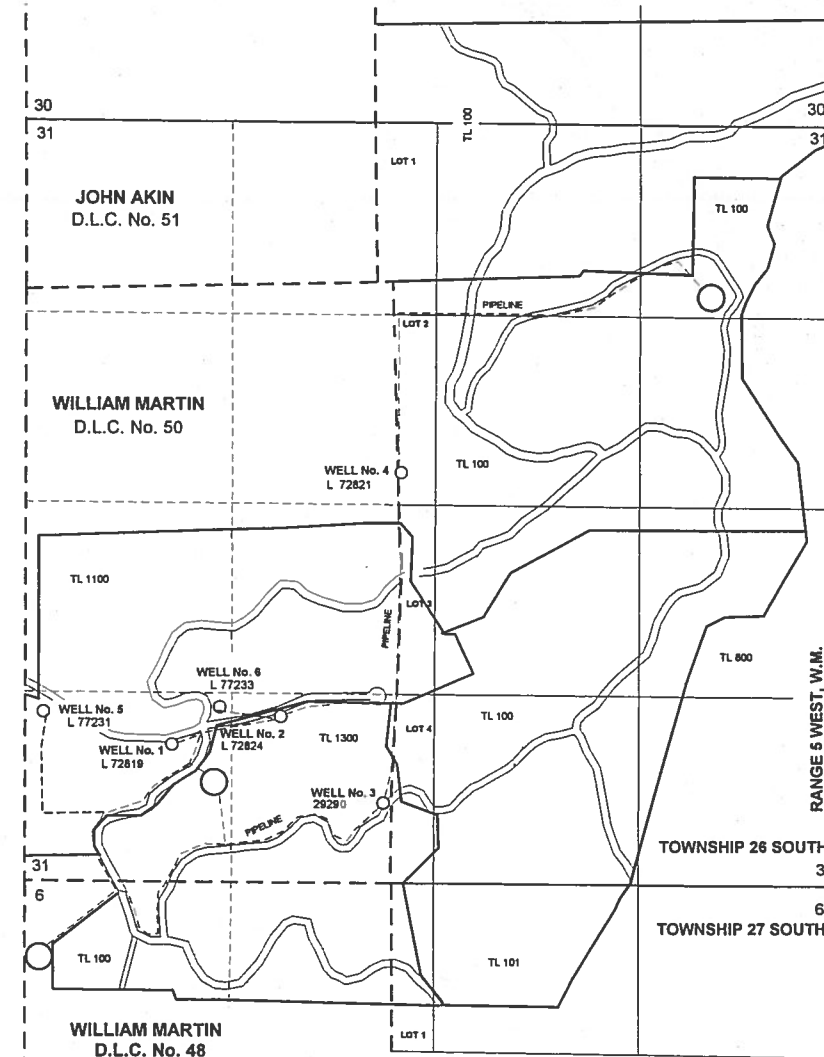 30
31
JOHN AKIN
D.L.C. No. 51
LOT 1
TL 100
30
31
TL 100
PIPELINE
LOT 2
WILLIAM MARTIN
D.L.C. No. 50
WELL No. 4
L 72821
TL 100
TL 1100
LOT 3
PIPELINE
TL 800
RANGE 5 WEST, W.M.
WELL No. 6
L 77233
WELL No. 5
L 77231
WELL No. 1
L 72819
WELL No. 2
L 72824
TL 1300
LOT 4
TL 100
WELL No. 3
29290
PIPELINE
TOWNSHIP 26 SOUTH
31
6
3
6
TOWNSHIP 27 SOUTH
TL 100
TL 101
WILLIAM MARTIN
D.L.C. No. 48
LOT 1